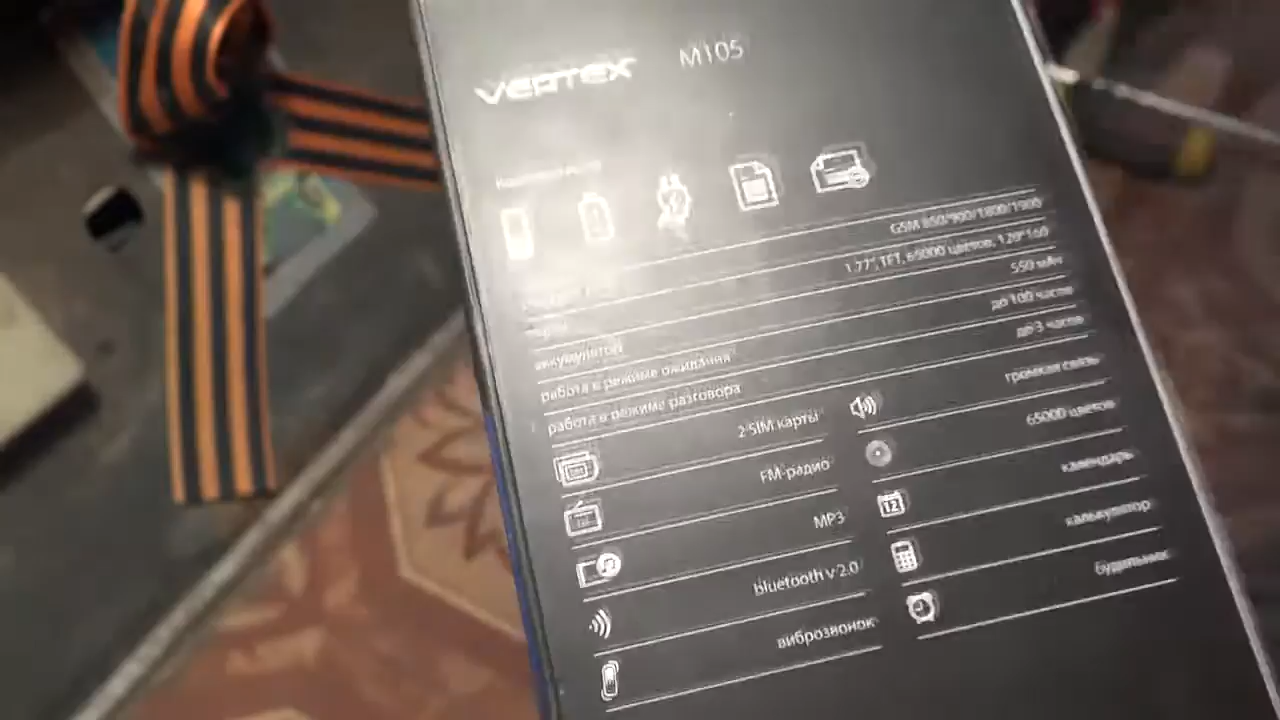 VERTEX M105
GSM 850/900/1800/1900
1.77", TFT, 65000 цветов, 128*160
аккумулятор 550 мАч
работа в режиме ожидания до 100 часов
работа в режиме разговора до 3 часов
2 SIM карты
FM-радио
MP3
bluetooth v 2.0
виброзвонок
громкая связь
65000 цветов
календарь
калькулятор
будильник
12